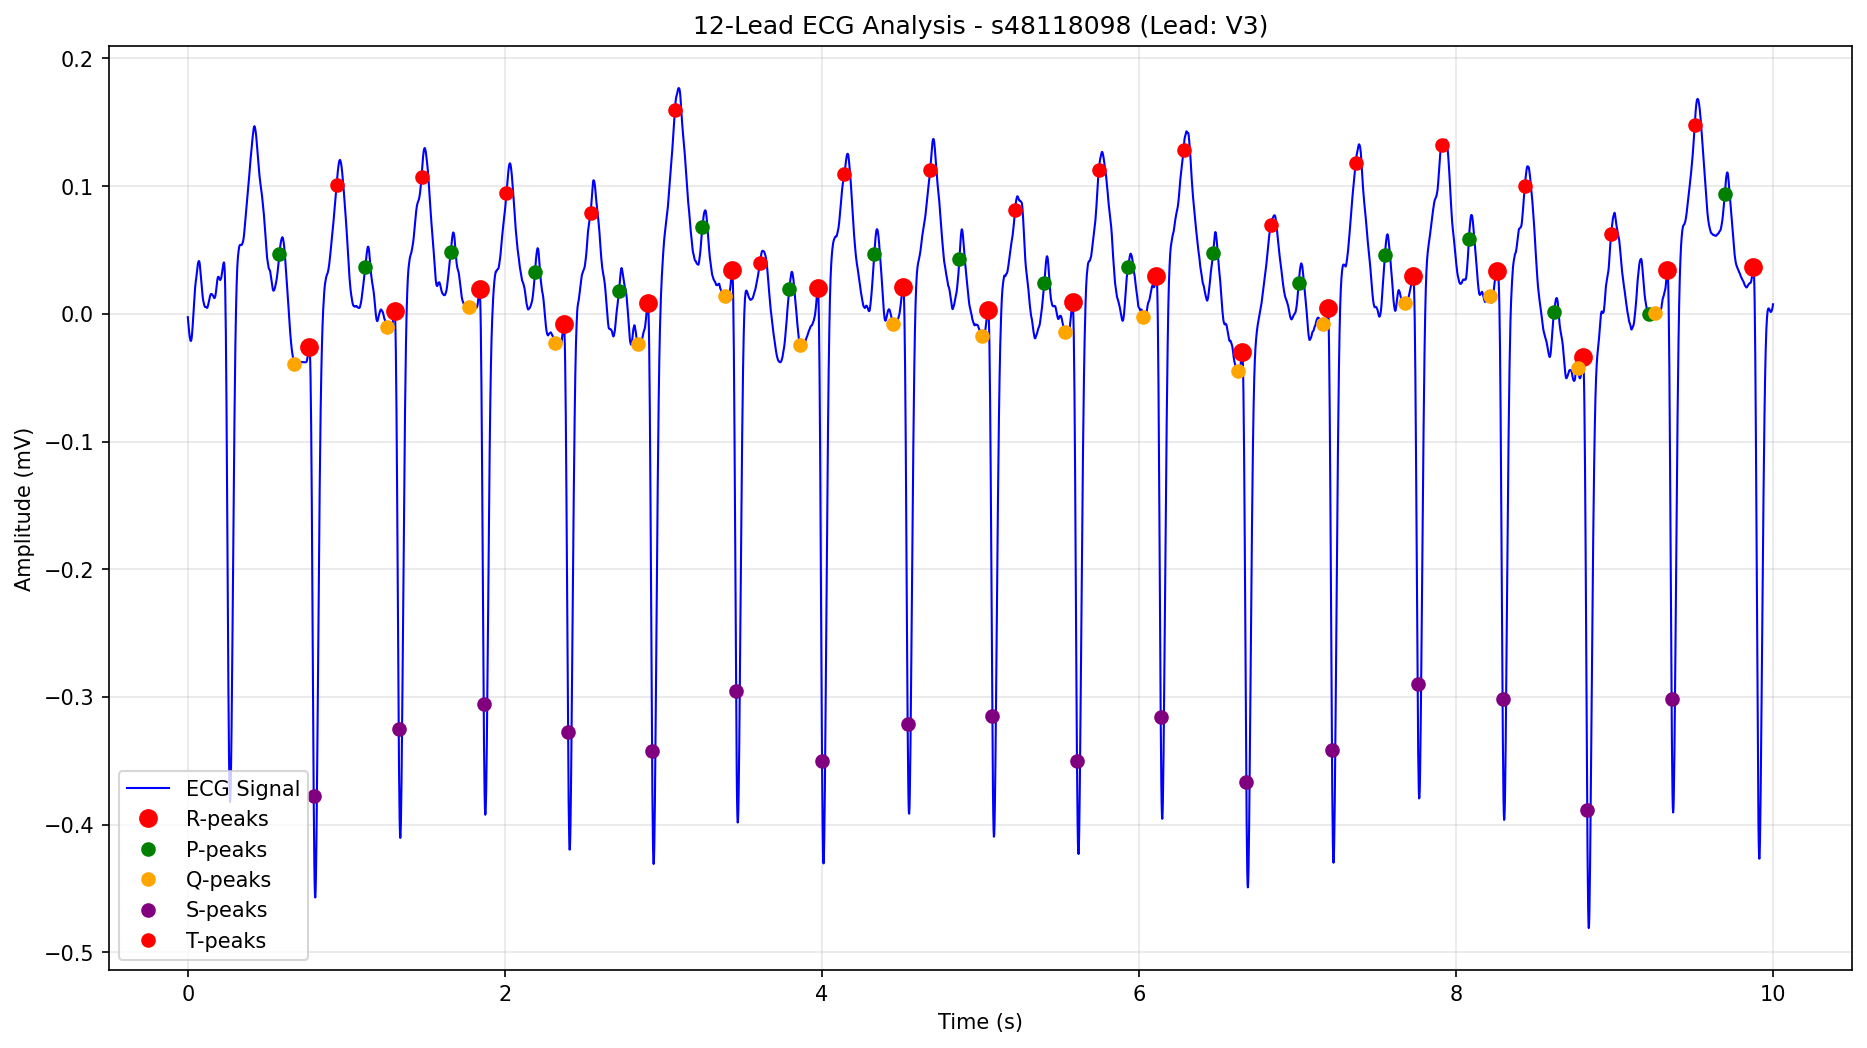 12-Lead ECG Analysis - s48118098 (Lead: V3)
0.2
0.1
0.0
−0.1
−0.2
−0.3
−0.4
−0.5
Amplitude (mV)
ECG Signal
R-peaks
P-peaks
Q-peaks
S-peaks
T-peaks
0 2 4 6 8 10
Time (s)